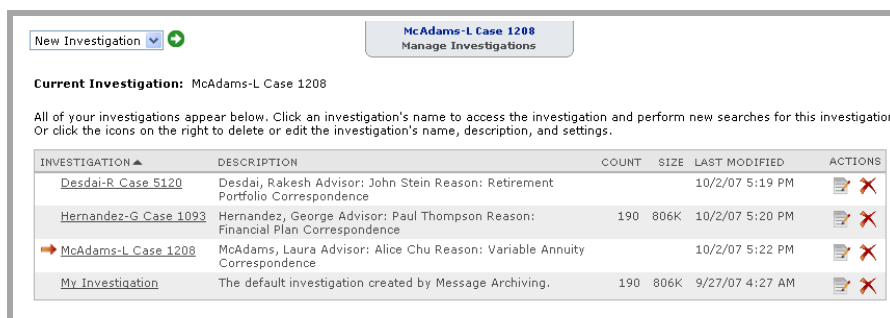 New Investigation
McAdams-L Case 1208
Manage Investigations
Current Investigation: McAdams-L Case 1208
All of your investigations appear below. Click an investigation's name to access the investigation and perform new searches for this investigation
Or click the icons on the right to delete or edit the investigation's name, description, and settings.
INVESTIGATION DESCRIPTION COUNT SIZE LAST MODIFIED ACTIONS
Desdai-R Case 5120 Desdai, Rakesh Advisor: John Stein Reason: Retirement 10/2/07 5:19 PM
Portfolio Correspondence
Hernandez-G Case 1093 Hernandez, George Advisor: Paul Thompson Reason: 190 806K 10/2/07 5:20 PM
Financial Plan Correspondence
McAdams-L Case 1208 McAdams, Laura Advisor: Alice Chu Reason: Variable Annuity 10/2/07 5:22 PM
Correspondence
My Investigation The default investigation created by Message Archiving. 190 806K 9/27/07 4:27 AM